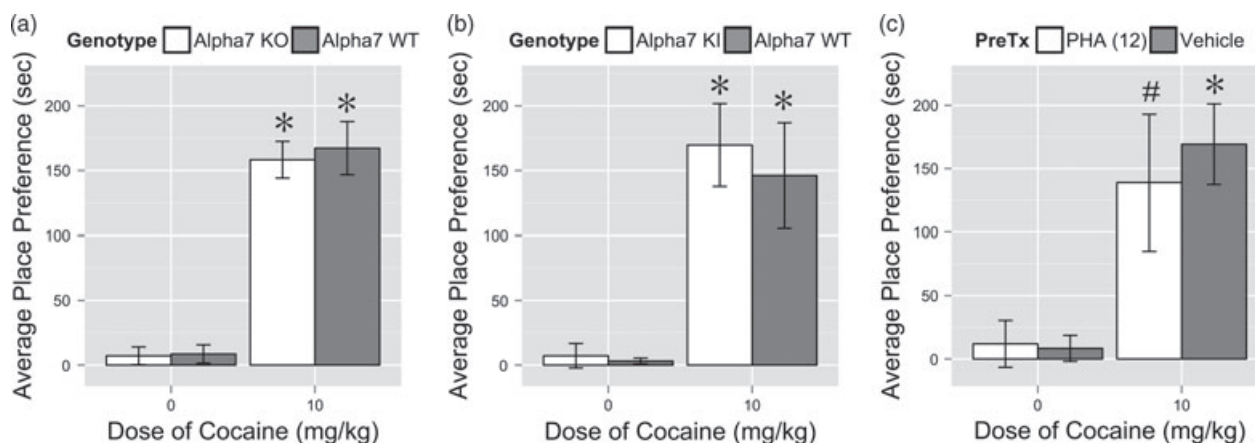 (a)
Genotype Alpha7 KO Alpha7 WT
Average Place Preference (sec)
200
150
100
50
0
*
*
0
10
Dose of Cocaine (mg/kg)
(b)
Genotype Alpha7 KI Alpha7 WT
Average Place Preference (sec)
200
150
100
50
0
*
*
0
10
Dose of Cocaine (mg/kg)
(c)
PreTx PHA (12) Vehicle
Average Place Preference (sec)
200
150
100
50
0
#
*
0
10
Dose of Cocaine (mg/kg)